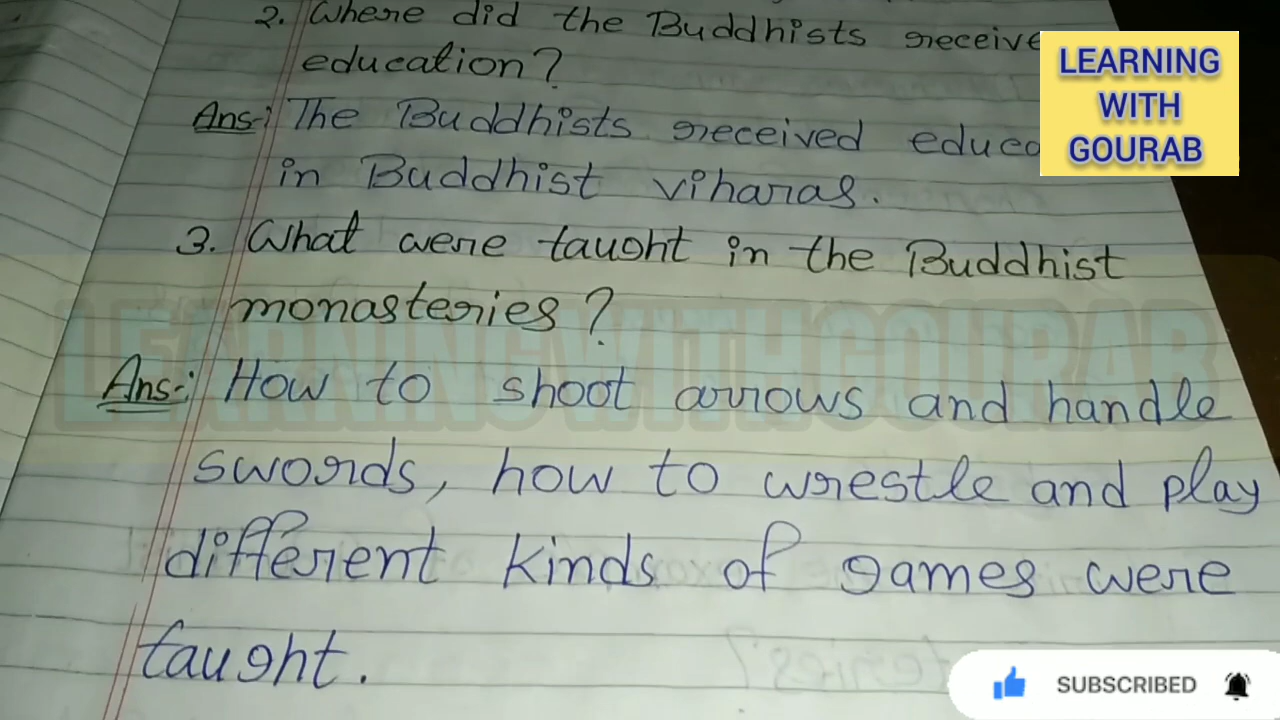 2. Where did the Buddhists receive
education?
Ans:- The Buddhists received educa
in Buddhist viharas.
3. What were taught in the Buddhist
monasteries?
Ans:- How to shoot arrows and handle
swords, how to wrestle and play
different kinds of games were
taught.
LEARNING
WITH
GOURAB
LEARNINGWITHGOURAB
SUBSCRIBED